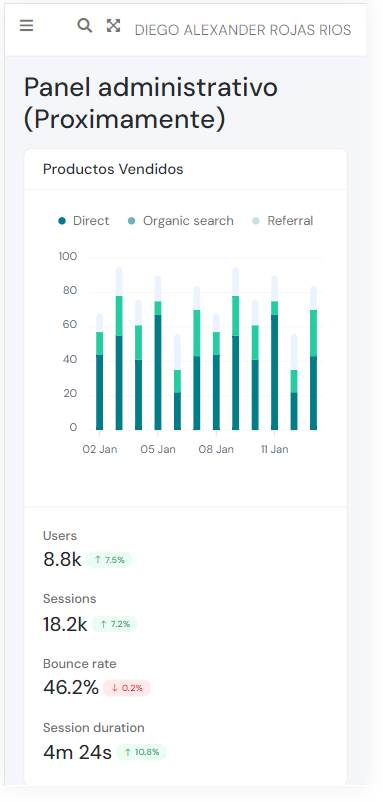 DIEGO ALEXANDER ROJAS RIOS
Panel administrativo
(Proximamente)
Productos Vendidos
Direct Organic search Referral
100
80
60
40
20
0
02 Jan 05 Jan 08 Jan 11 Jan
Users
8.8k ↑ 7.5%
Sessions
18.2k ↑ 7.2%
Bounce rate
46.2% ↓ 0.2%
Session duration
4m 24s ↑ 10.8%